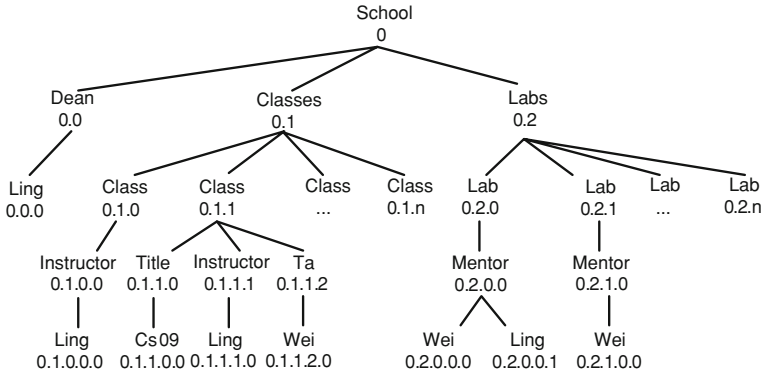 School
0
Dean
0.0
Classes
0.1
Labs
0.2
Ling
0.0.0
Class
0.1.0
Class
0.1.1
Class
...
Class
0.1.n
Lab
0.2.0
Lab
0.2.1
Lab
...
Lab
0.2.n
Instructor
0.1.0.0
Title
0.1.1.0
Instructor
0.1.1.1
Ta
0.1.1.2
Mentor
0.2.0.0
Mentor
0.2.1.0
Ling
0.1.0.0.0
Cs09
0.1.1.0.0
Ling
0.1.1.1.0
Wei
0.1.1.2.0
Wei
0.2.0.0.0
Ling
0.2.0.0.1
Wei
0.2.1.0.0